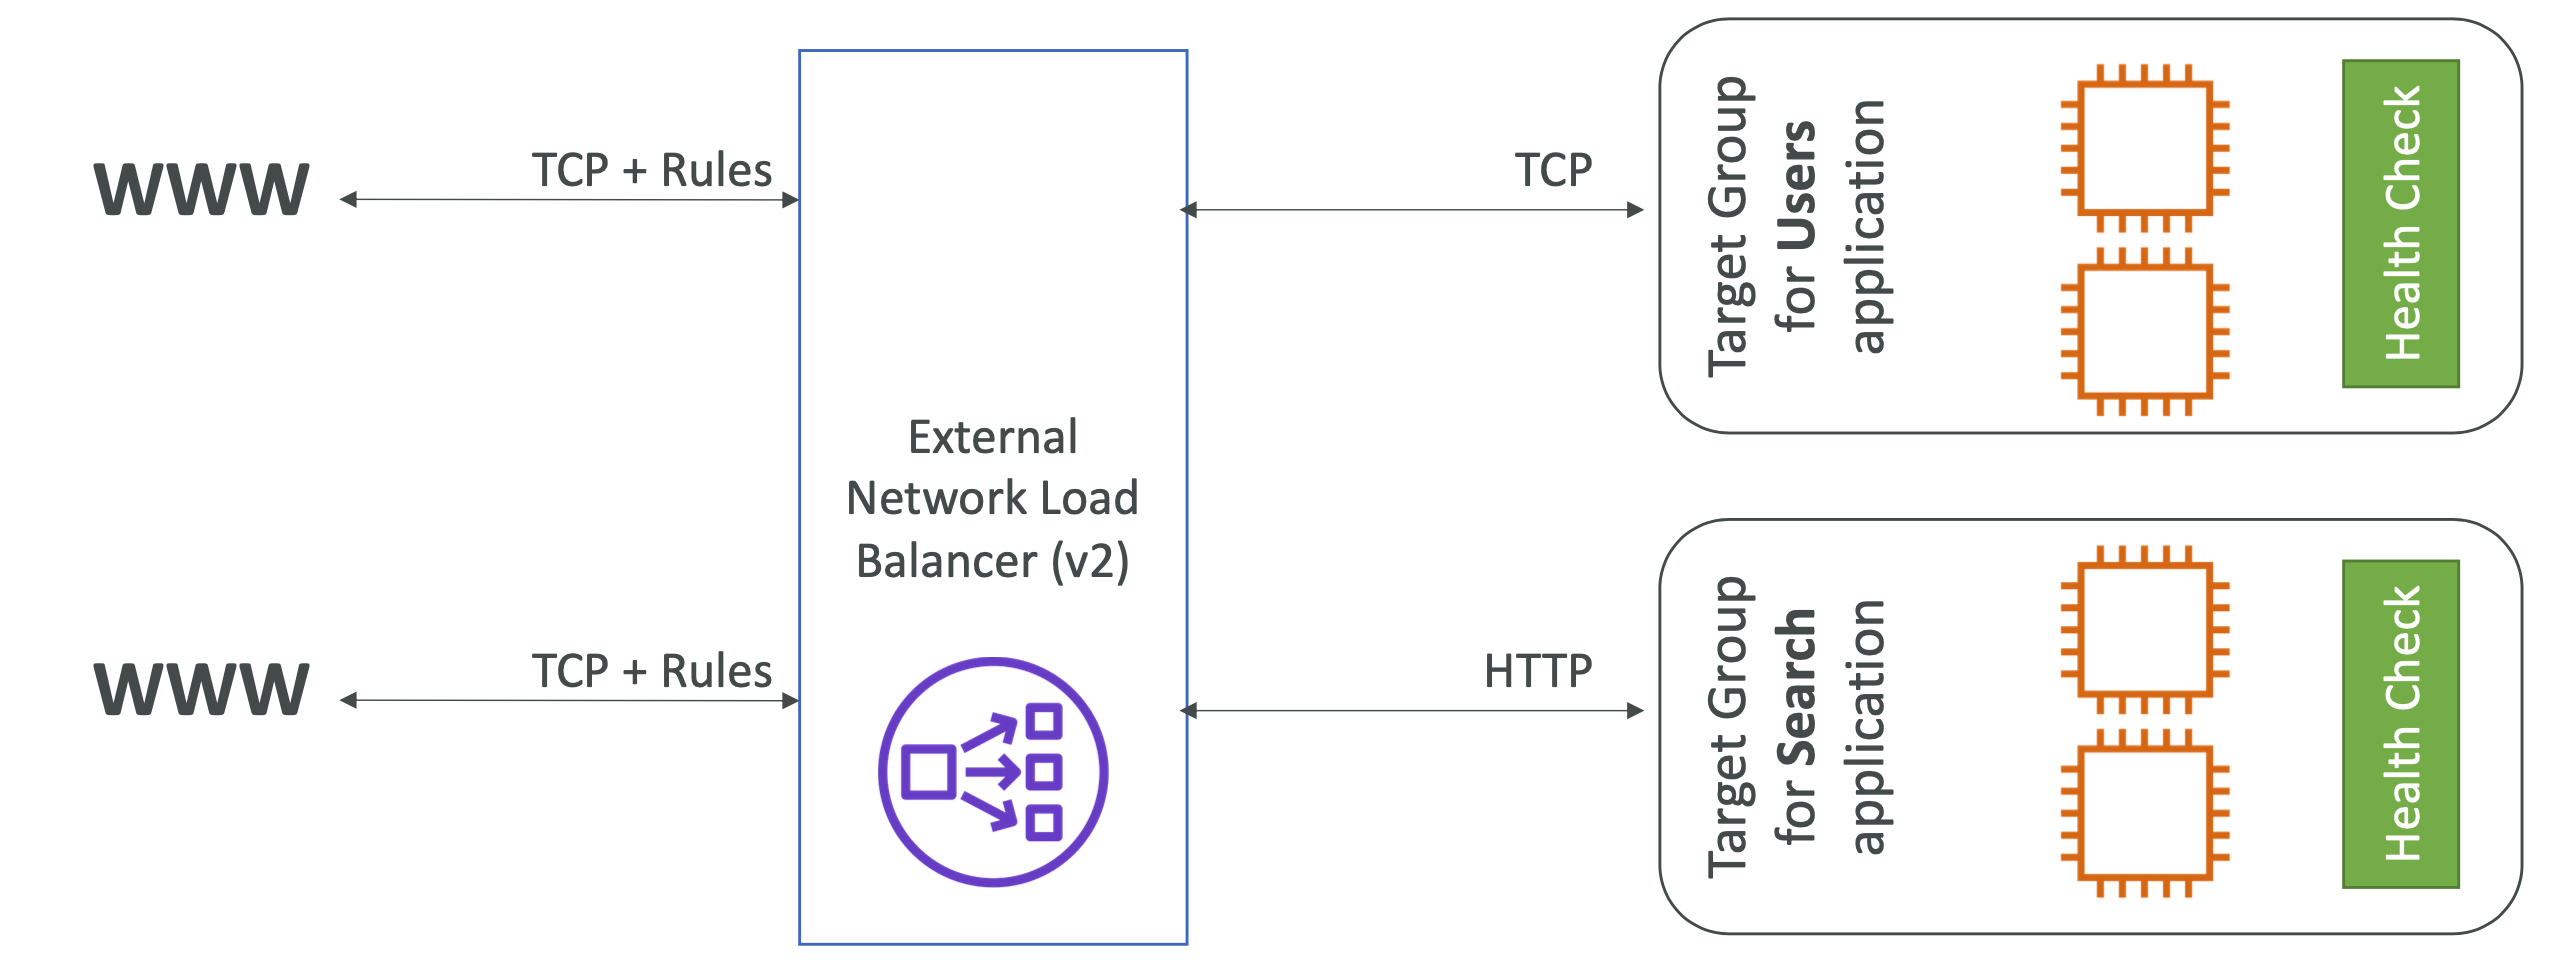 WWW
TCP + Rules
External
Network Load
Balancer (v2)
TCP
Target Group
for Users
application
Health Check
WWW
TCP + Rules
HTTP
Target Group
for Search
application
Health Check